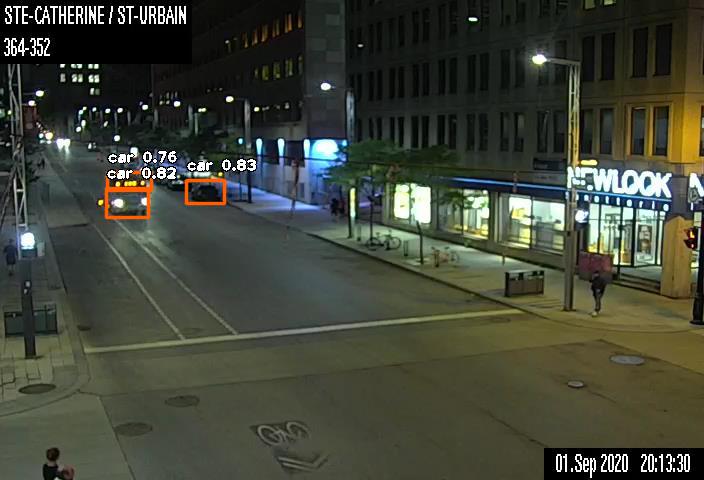 STE-CATHERINE / ST-URBAIN
364-352
car 0.76
car 0.82
car 0.83
NEWLOOK
01.Sep 2020 20:13:30